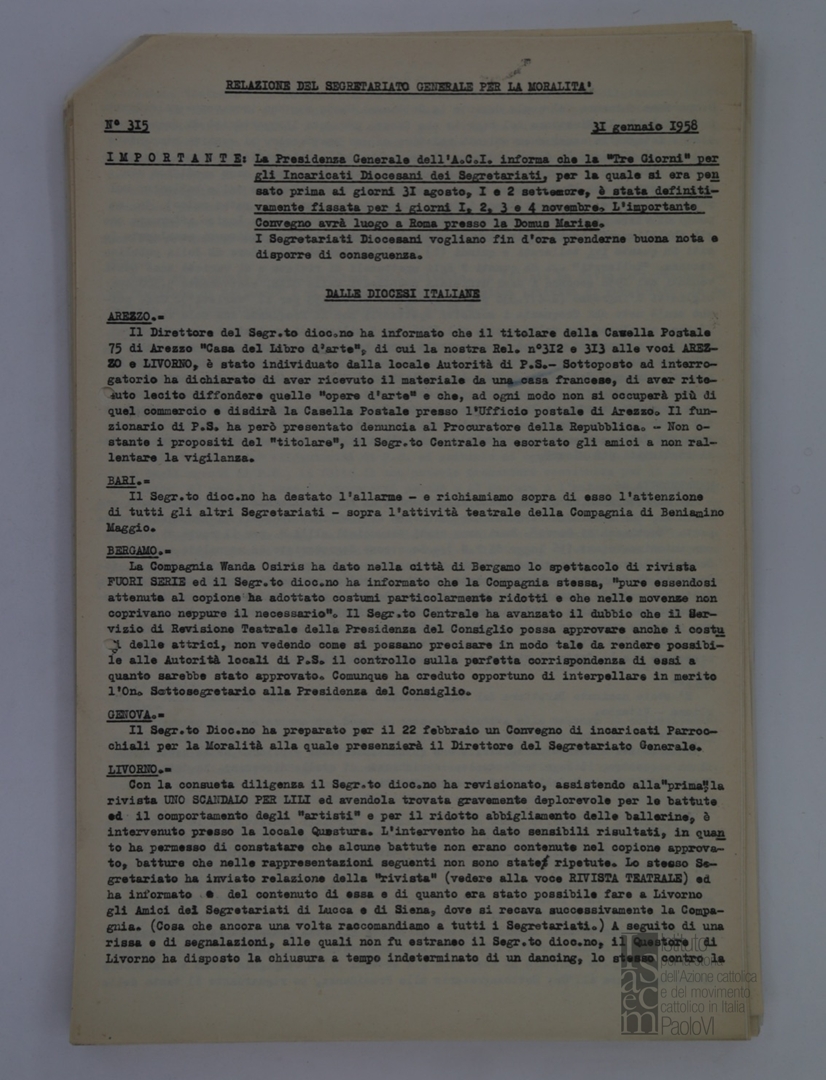 RELAZIONE DEL SEGRETARIATO GENERALE PER LA MORALITA'
N° 315
31 gennaio 1958
IMPORTANTE: La Presidenza Generale dell'A.C.I. informa che la "Tre Giorni" per
gli Incaricati Diocesani dei Segretariati, per la quale si era pen
sato prima ai giorni 31 agosto, I e 2 settembre, è stata definiti-
vamente fissata per i giorni I, 2, 3 e 4 novembre. L'importante
Convegno avrà luogo a Roma presso la Domus Mariae.
I Segretariati Diocesani vogliano fin d'ora prenderne buona nota e
disporre di conseguenza.
DALLE DIOCESI ITALIANE
AREZZO.=
Il Direttore del Segr.to dioc.no ha informato che il titolare della Casella Postale
75 di Arezzo "Casa del Libro d'arte", di cui la nostra Rel. n°312 e 313 alle voci AREZ-
ZO e LIVORNO, è stato individuato dalla locale Autorità di P.S.- Sottoposto ad interro-
gatorio ha dichiarato di aver ricevuto il materiale da una casa francese, di aver rite-
uto lecito diffondere quelle "opere d'arte" e che, ad ogni modo non si occuperà più di
quel commercio e disdirà la Casella Postale presso l'Ufficio postale di Arezzo. Il fun-
zionario di P.S. ha però presentato denuncia al Procuratore della Repubblica. - Non o-
stante i propositi del "titolare", il Segr.to Centrale ha esortato gli amici a non ral-
lentare la vigilanza.
BARI.=
Il Segr.to dioc.no ha destato l'allarme - e richiamiamo sopra di esso l'attenzione
di tutti gli altri Segretariati - sopra l'attività teatrale della Compagnia di Beniamino
Maggio.
BERGAMO.=
La Compagnia Wanda Osiris ha dato nella città di Bergamo lo spettacolo di rivista
FUORI SERIE ed il Segr.to dioc.no ha informato che la Compagnia stessa, "pure essendosi
attenuta al copione ha adottato costumi particolarmente ridotti e che nelle movenze non
coprivano neppure il necessario". Il Segr.to Centrale ha avanzato il dubbio che il Ser-
vizio di Revisione Teatrale della Presidenza del Consiglio possa approvare anche i costu
i delle attrici, non vedendo come si possano precisare in modo tale da rendere possibi-
le alle Autorità locali di P.S. il controllo sulla perfetta corrispondenza di essi a
quanto sarebbe stato approvato. Comunque ha creduto opportuno di interpellare in merito
l'On. Sottosegretario alla Presidenza del Consiglio.
GENOVA.=
Il Segr.to Dioc.no ha preparato per il 22 febbraio un Convegno di incaricati Parroc-
chiali per la Moralità alla quale presenzierà il Direttore del Segretariato Generale.
LIVORNO.=
Con la consueta diligenza il Segr.to dioc.no ha revisionato, assistendo alla"prima"la
rivista UNO SCANDALO PER LILI ed avendola trovata gravemente deplorevole per le battute
ed il comportamento degli "artisti" e per il ridotto abbigliamento delle ballerine, è
intervenuto presso la locale Questura. L'intervento ha dato sensibili risultati, in quan
to ha permesso di constatare che alcune battute non erano contenute nel copione approva-
to, batture che nelle rappresentazioni seguenti non sono state ripetute. Lo stesso Se-
gretariato ha inviato relazione della "rivista" (vedere alla voce RIVISTA TEATRALE) ed
ha informato e del contenuto di essa e di quanto era stato possibile fare a Livorno
gli Amici dei Segretariati di Lucca e di Siena, dove si recava successivamente la Compa-
gnia. (Cosa che ancora una volta raccomandiamo a tutti i Segretariati.) A seguito di una
rissa e di segnalazioni, alle quali non fu estraneo il Segr.to dioc.no, il Questore di
Livorno ha disposto la chiusura a tempo indeterminato di un dancing, lo stesso contro la
Istituto
dell'Azione cattolica
e del movimento
cattolico in Italia
PaoloVI